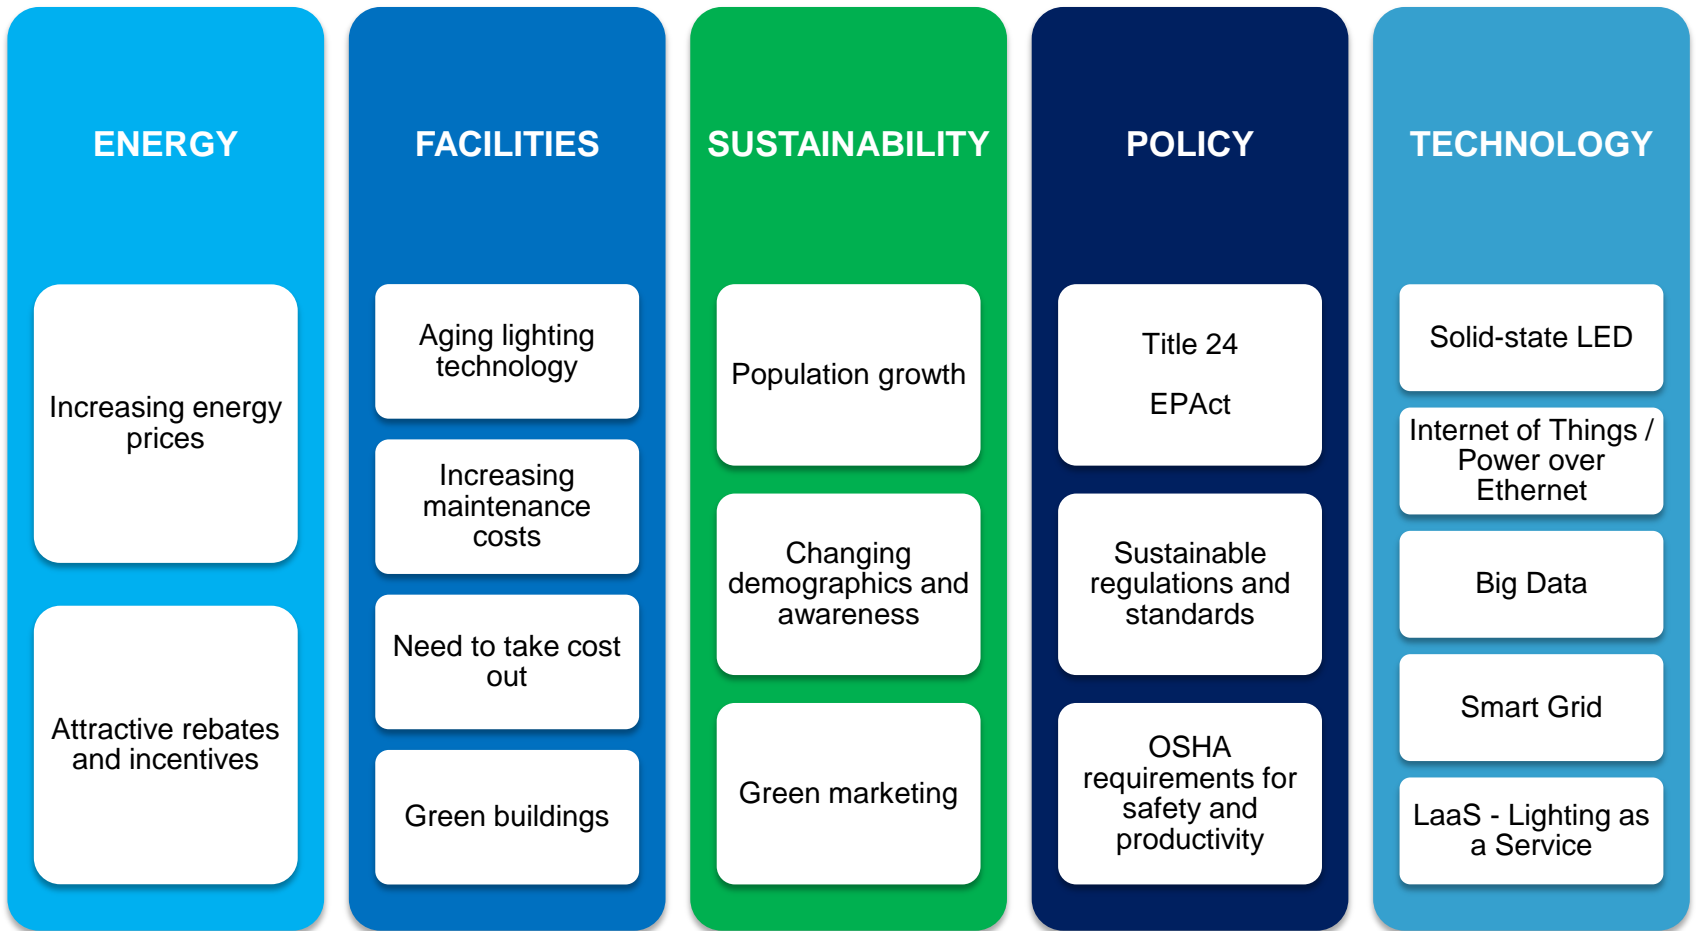 ENERGY
Increasing energy
prices
Attractive rebates
and incentives
FACILITIES
Aging lighting
technology
Increasing
maintenance
costs
Need to take cost
out
Green buildings
SUSTAINABILITY
Population growth
Changing
demographics and
awareness
Green marketing
POLICY
Title 24
EPAct
Sustainable
regulations and
standards
OSHA
requirements for
safety and
productivity
TECHNOLOGY
Solid-state LED
Internet of Things /
Power over
Ethernet
Big Data
Smart Grid
LaaS - Lighting as
a Service